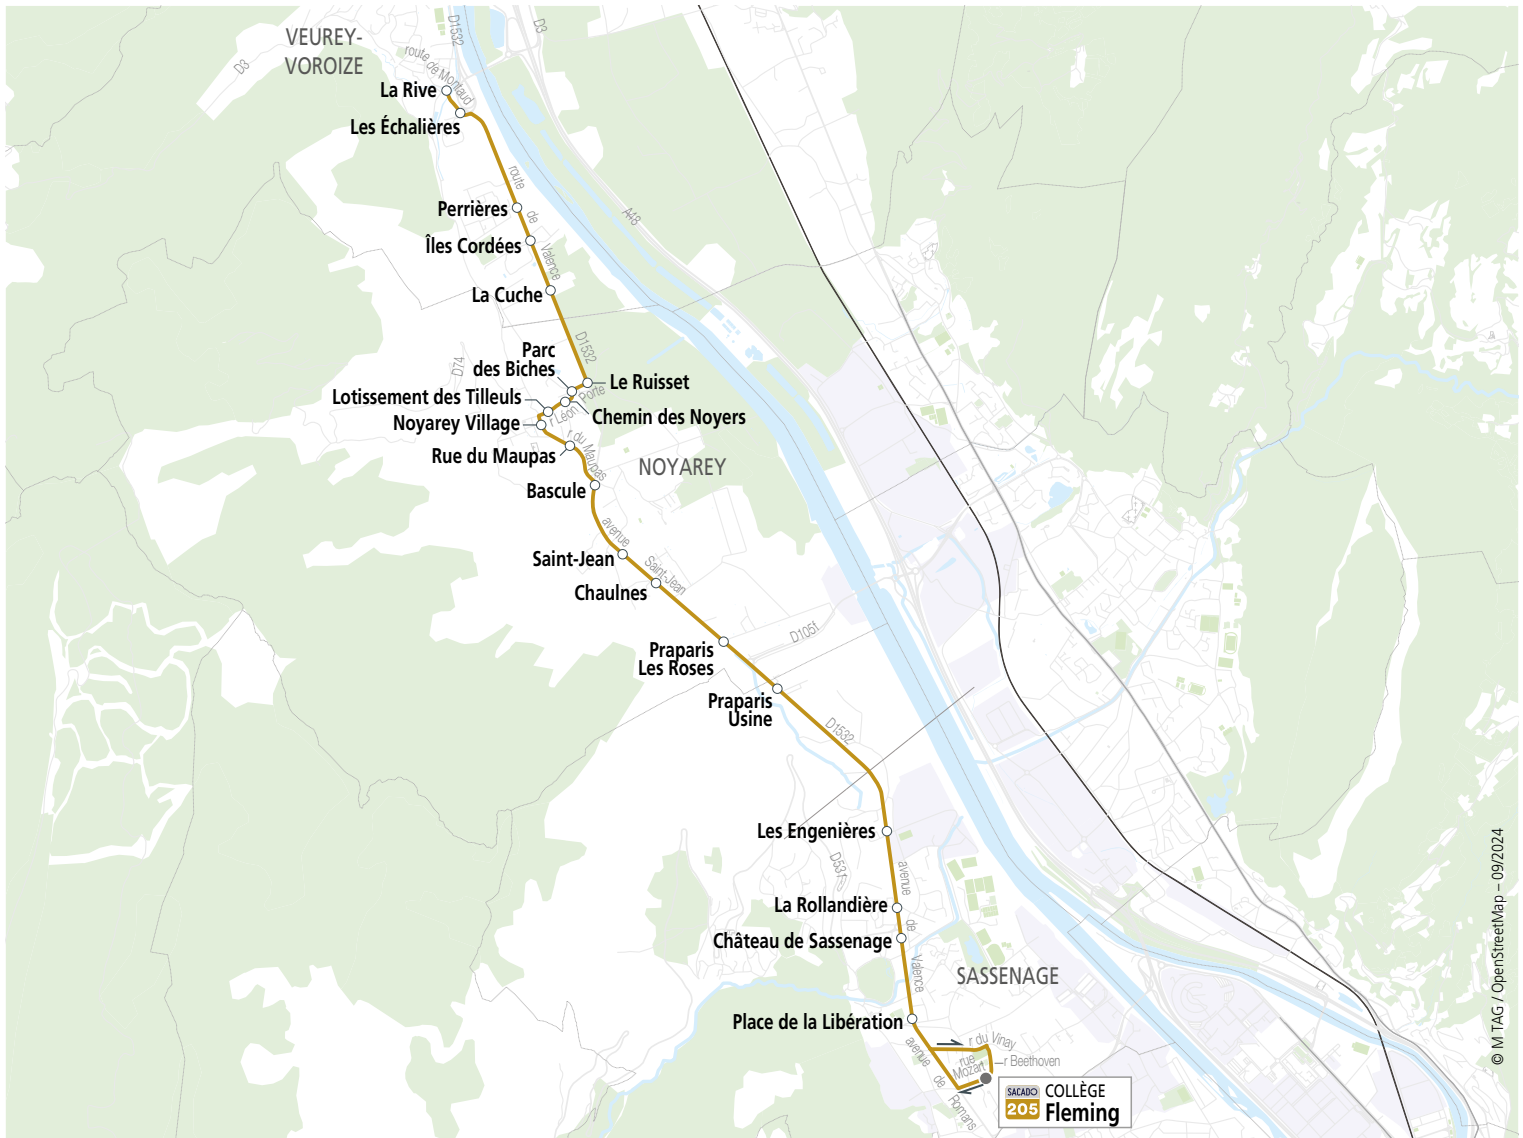 VEUREY-
VOROIZE
D1532
D3
D3
route de Montaud
La Rive
Les Échalières
route de Valence
Perrières
Îles Cordées
La Cuche
A48
D1532
D74
Parc
des Biches
Le Ruisset
Lotissement des Tilleuls
r Léon Porte
Chemin des Noyers
Noyarey Village
r du Maupas
Rue du Maupas
NOYAREY
Bascule
avenue Saint-Jean
Saint-Jean
Chaulnes
D105f
Praparis
Les Roses
Praparis
Usine
D1532
Les Engenières
D531
avenue de Valence
La Rollandière
Château de Sassenage
SASSENAGE
Place de la Libération
r du Vinay
rue
Mozart
r Beethoven
avenue de Romans
SACADO
205
COLLÈGE
Fleming
© M TAG / OpenStreetMap – 09/2024